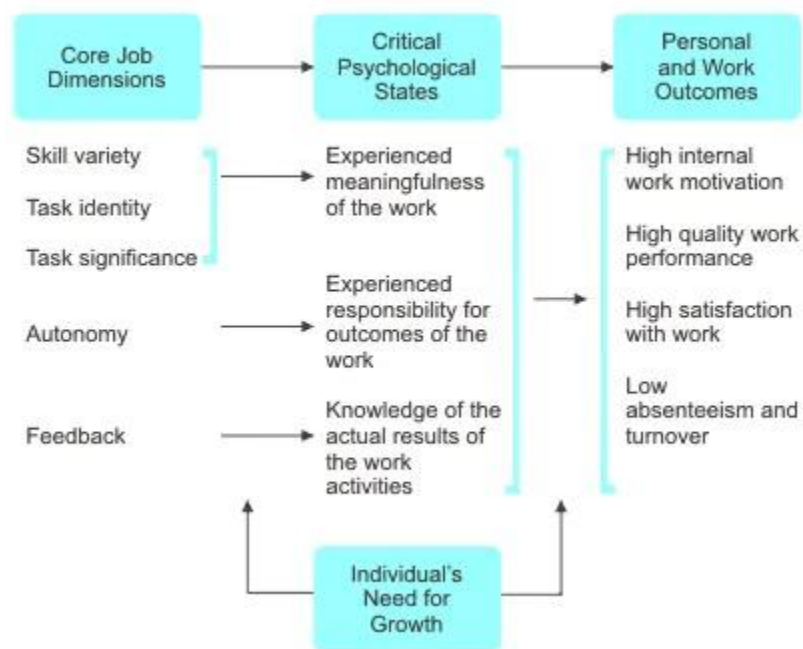 Core Job
Dimensions
Critical
Psychological
States
Personal
and Work
Outcomes
Skill variety
Task identity
Task significance
Autonomy
Feedback
Experienced
meaningfulness
of the work
Experienced
responsibility for
outcomes of the
work
Knowledge of the
actual results of
the work
activities
High internal
work motivation
High quality work
performance
High satisfaction
with work
Low
absenteeism and
turnover
Individual's
Need for
Growth